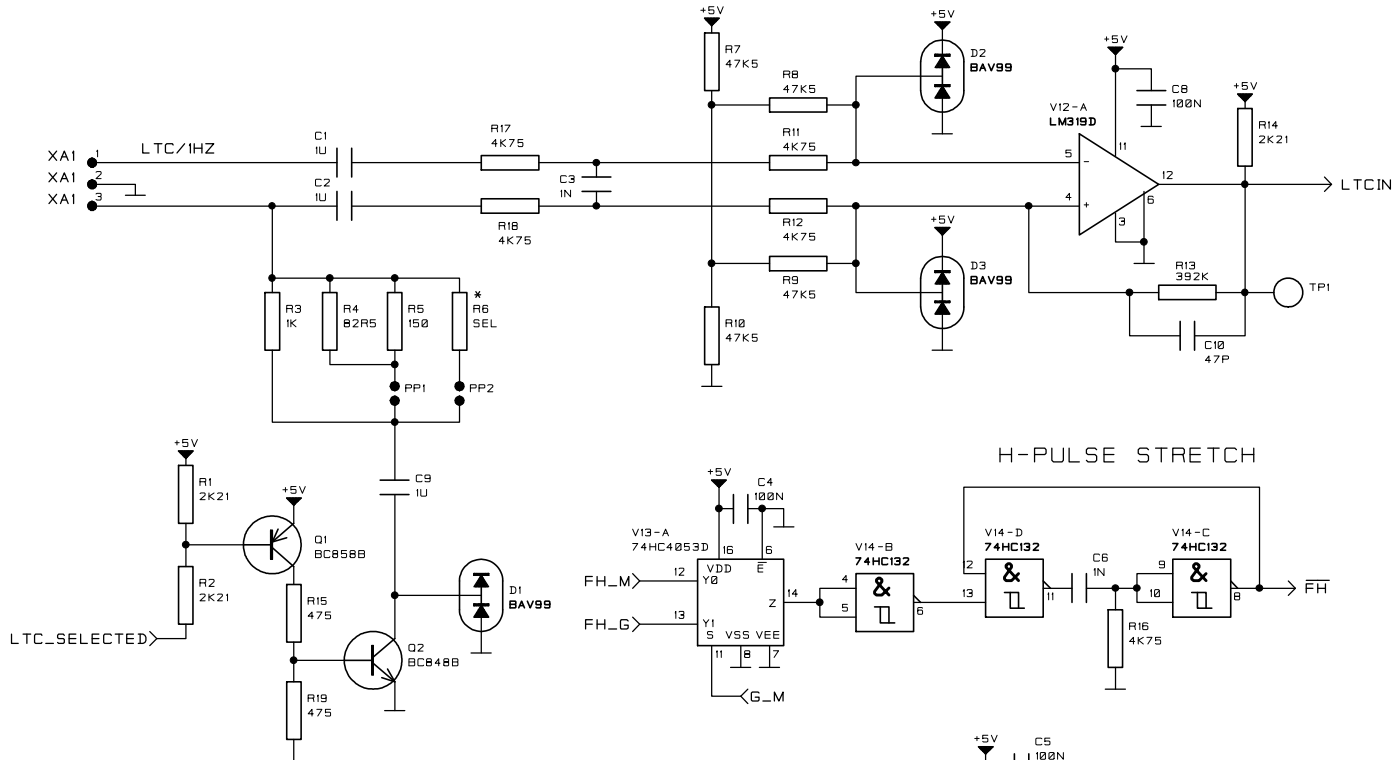 +5V
R7
47K5
+5V
D2
BAV99
R8
47K5
+5V
C8
100N
+5V
R14
2K21
V12-A
LM319D
XA1 1
LTC/1HZ
C1
1U
R17
4K75
R11
4K75
5
-
11
12
LTCIN
XA1 2
C3
1N
C2
1U
XA1 3
R18
4K75
R12
4K75
4
+
3
6
+5V
D3
BAV99
R9
47K5
R13
392K
TP1
C10
47P
R10
47K5
R3
1K
R4
82R5
R5
150
*
R6
SEL
PP1
PP2
+5V
R1
2K21
C9
1U
+5V
Q1
BC858B
R2
2K21
R15
475
D1
BAV99
LTC_SELECTED
Q2
BC848B
R19
475
H-PULSE STRETCH
+5V
C4
100N
V13-A
74HC4053D
16
6
VDD
E
FH_M
12
Y0
Z
14
FH_G
13
Y1
S
VSS
VEE
11
8
7
G_M
V14-B
74HC132
4
&
5
6
V14-D
74HC132
12
&
13
11
C6
1N
R16
4K75
V14-C
74HC132
9
&
10
8
FH
+5V
C5
100N